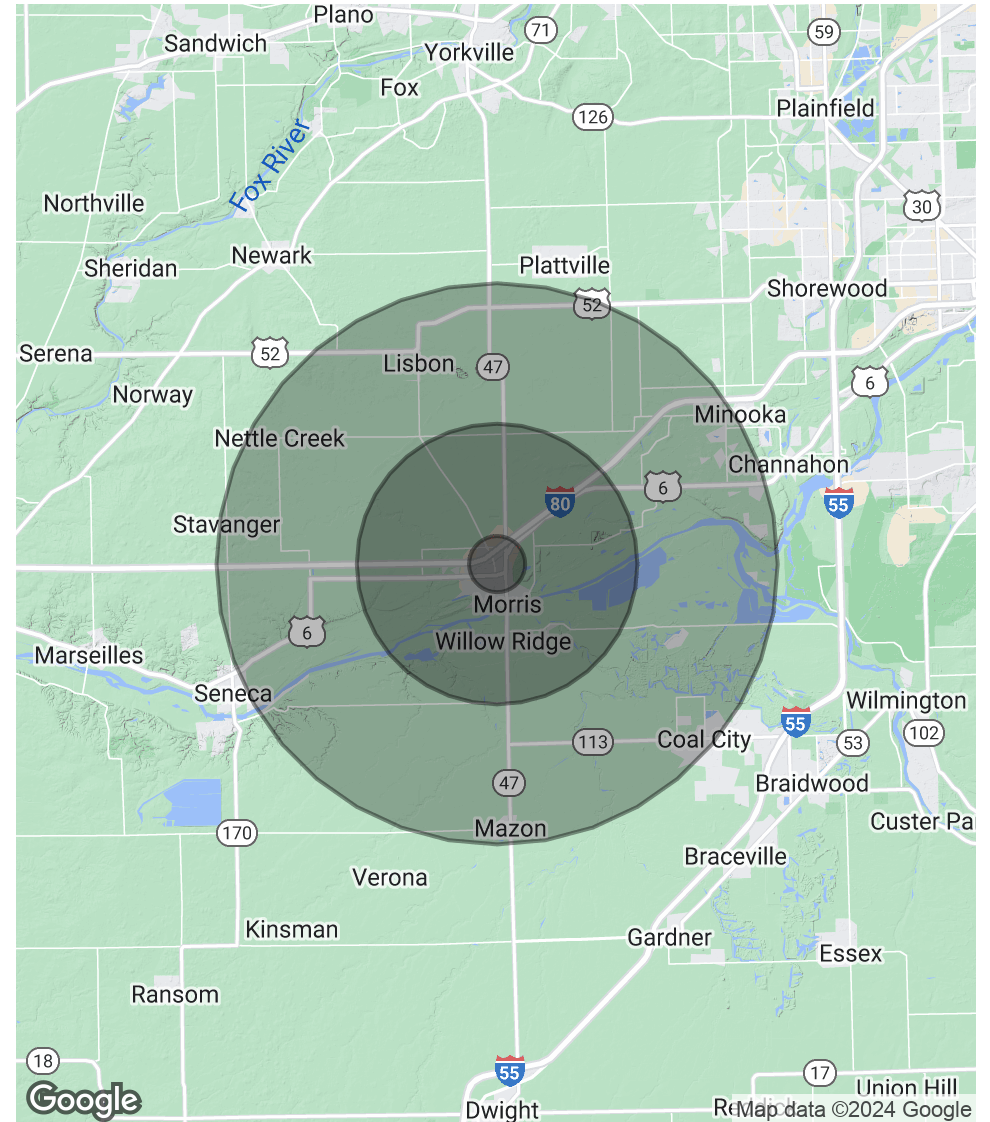 Plano
71
59
Sandwich
Yorkville
Fox
Plainfield
126
Fox River
Northville
30
Newark
Plattville
Sheridan
Shorewood
52
Serena
52
Lisbon
47
6
Norway
Minooka
Nettle Creek
Channahon
6
80
55
Stavanger
Morris
6
Willow Ridge
Marseilles
Seneca
Wilmington
55
113
Coal City
53
102
47
Braidwood
170
Mazon
Custer Pa
Braceville
Verona
Kinsman
Gardner
Essex
Ransom
18
55
17
Union Hill
Google
Dwight
Map data ©2024 Google